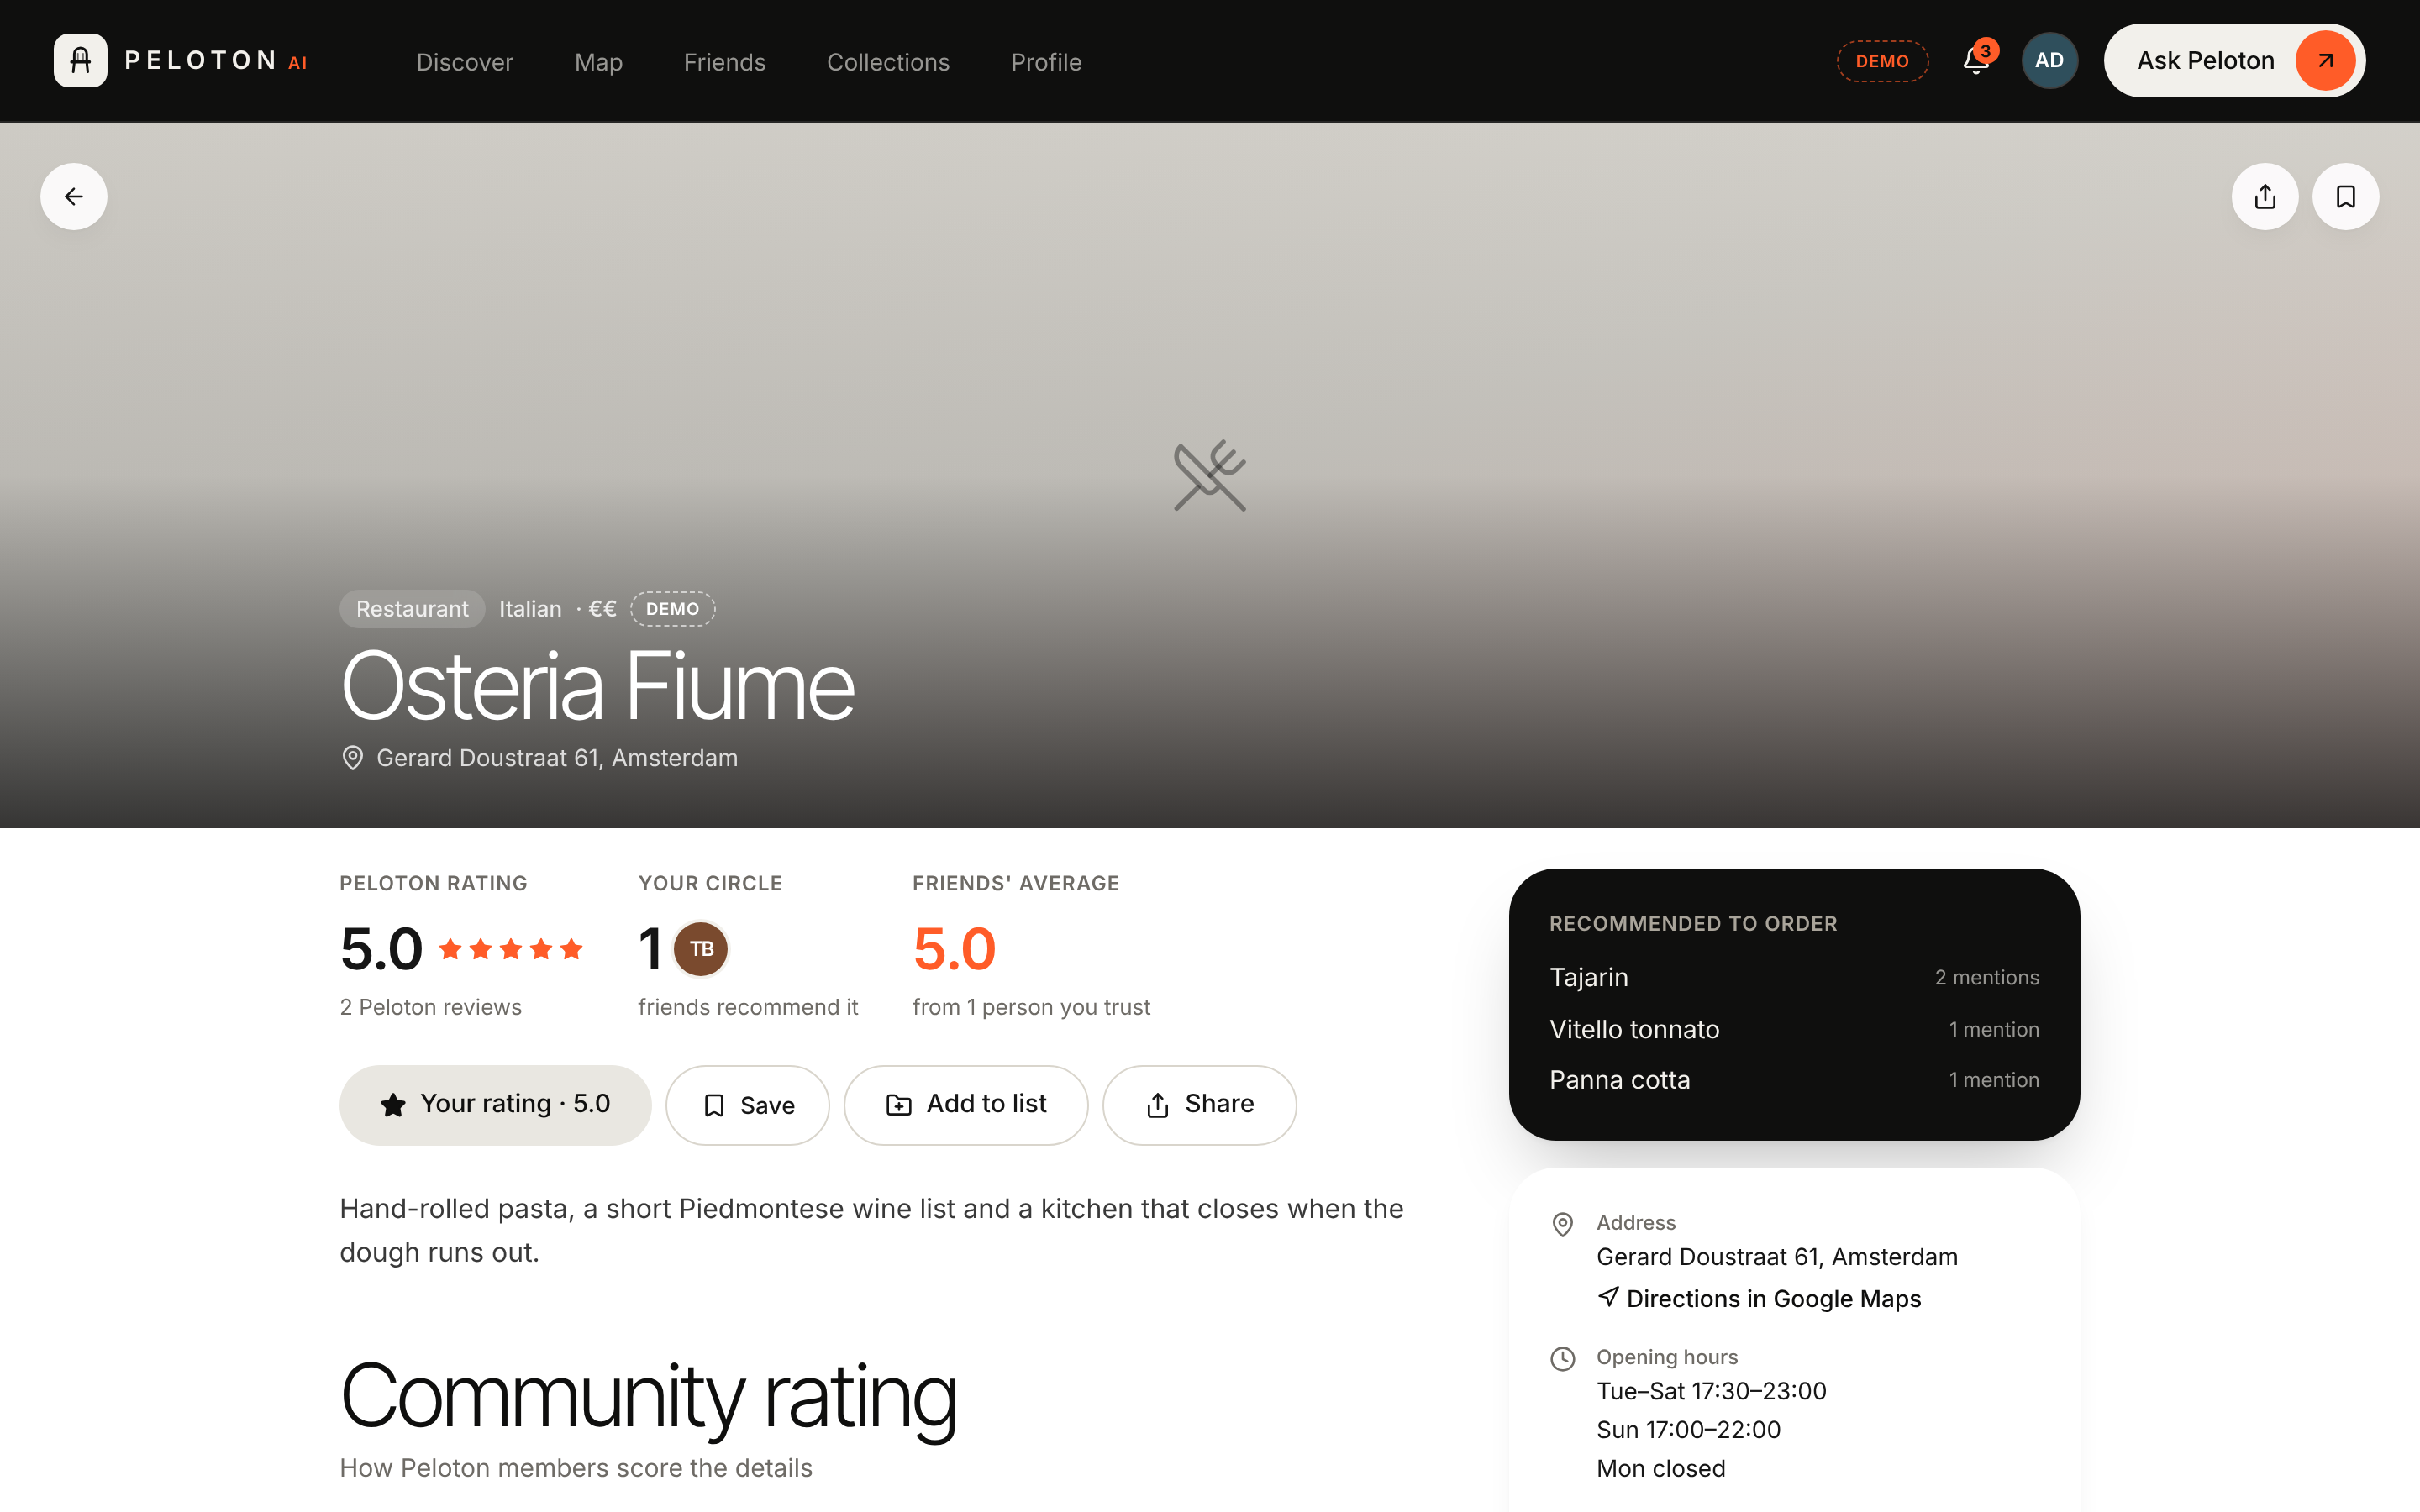 PELOTON AI
Discover
Map
Friends
Collections
Profile
DEMO
3
AD
Ask Peloton
Restaurant Italian · €€ DEMO
Osteria Fiume
Gerard Doustraat 61, Amsterdam
PELOTON RATING
5.0
2 Peloton reviews
YOUR CIRCLE
1 TB
friends recommend it
FRIENDS' AVERAGE
5.0
from 1 person you trust
Your rating · 5.0
Save
Add to list
Share
Hand-rolled pasta, a short Piedmontese wine list and a kitchen that closes when the
dough runs out.
Community rating
How Peloton members score the details
RECOMMENDED TO ORDER
Tajarin 2 mentions
Vitello tonnato 1 mention
Panna cotta 1 mention
Address
Gerard Doustraat 61, Amsterdam
Directions in Google Maps
Opening hours
Tue–Sat 17:30–23:00
Sun 17:00–22:00
Mon closed